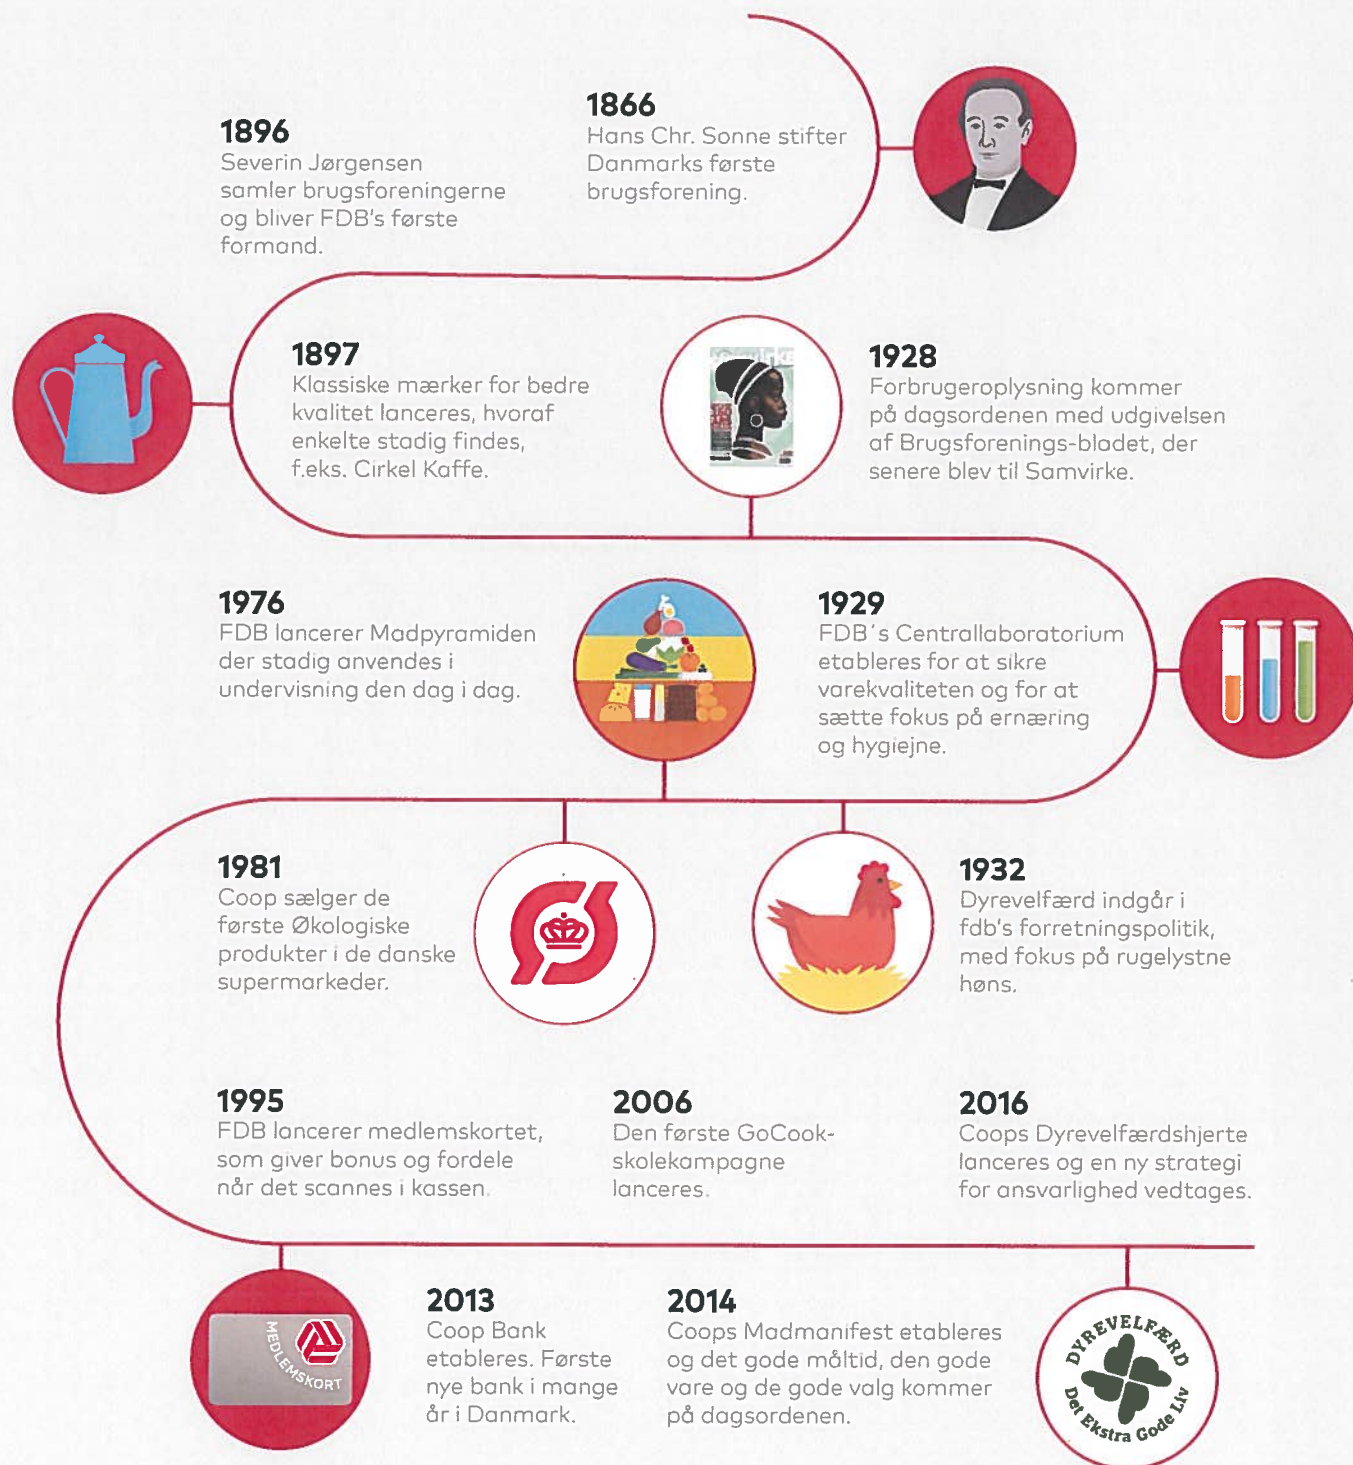 1866
Hans Chr. Sonne stifter
Danmarks første
brugsforening.
1896
Severin Jørgensen
samler brugsforeningerne
og bliver FDB's første
formand.
1897
Klassiske mærker for bedre
kvalitet lanceres, hvoraf
enkelte stadig findes,
f.eks. Cirkel Kaffe.
1928
Forbrugeroplysning kommer
på dagsordenen med udgivelsen
af Brugsforenings-bladet, der
senere blev til Samvirke.
1976
FDB lancerer Madpyramiden
der stadig anvendes i
undervisning den dag i dag.
1929
FDB´s Centrallaboratorium
etableres for at sikre
varekvaliteten og for at
sætte fokus på ernæring
og hygiejne.
1981
Coop sælger de
første Økologiske
produkter i de danske
supermarkeder.
Ø
1932
Dyrevelfærd indgår i
fdb's forretningspolitik,
med fokus på rugelystne
høns.
1995
FDB lancerer medlemskortet,
som giver bonus og fordele
når det scannes i kassen.
2006
Den første GoCook-
skolekampagne
lanceres.
2016
Coops Dyrevelfærdshjerte
lanceres og en ny strategi
for ansvarlighed vedtages.
MEDLEMSKORT
2013
Coop Bank
etableres. Første
nye bank i mange
år i Danmark.
2014
Coops Madmanifest etableres
og det gode måltid, den gode
vare og de gode valg kommer
på dagsordenen.
DYREVELFÆRD
Det Ekstra Gode Liv